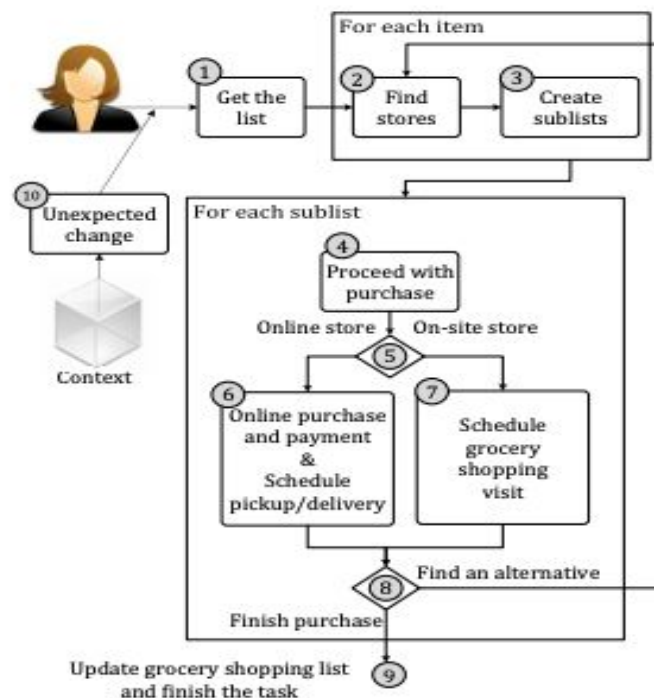 For each item
1
Get the
list
2
Find
stores
3
Create
sublists
10
Unexpected
change
Context
For each sublist
4
Proceed with
purchase
Online store
On-site store
5
6
Online purchase
and payment
&
Schedule
pickup/delivery
7
Schedule
grocery
shopping
visit
8
Find an alternative
Finish purchase
Update grocery shopping list
and finish the task
9